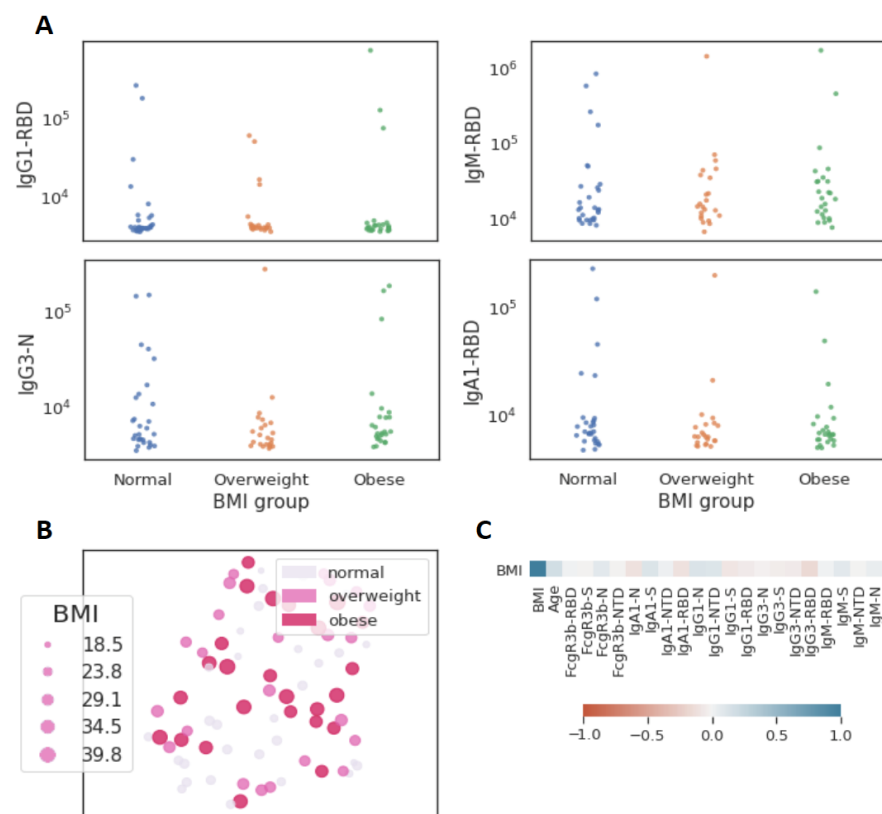 A
IgG1-RBD
10^5
10^4
IgM-RBD
10^6
10^5
10^4
IgG3-N
10^5
10^4
Normal Overweight Obese
BMI group
IgA1-RBD
10^5
10^4
Normal Overweight Obese
BMI group
B
normal
overweight
obese
BMI
18.5
23.8
29.1
34.5
39.8
C
BMI
BMI
Age
FcgR3b-RBD
FcgR3b-S
FcgR3b-N
FcgR3b-NTD
IgA1-N
IgA1-S
IgA1-NTD
IgA1-RBD
IgG1-N
IgG1-NTD
IgG1-S
IgG1-RBD
IgG3-N
IgG3-S
IgG3-NTD
IgG3-RBD
IgM-RBD
IgM-S
IgM-NTD
IgM-N
−1.0 −0.5 0.0 0.5 1.0